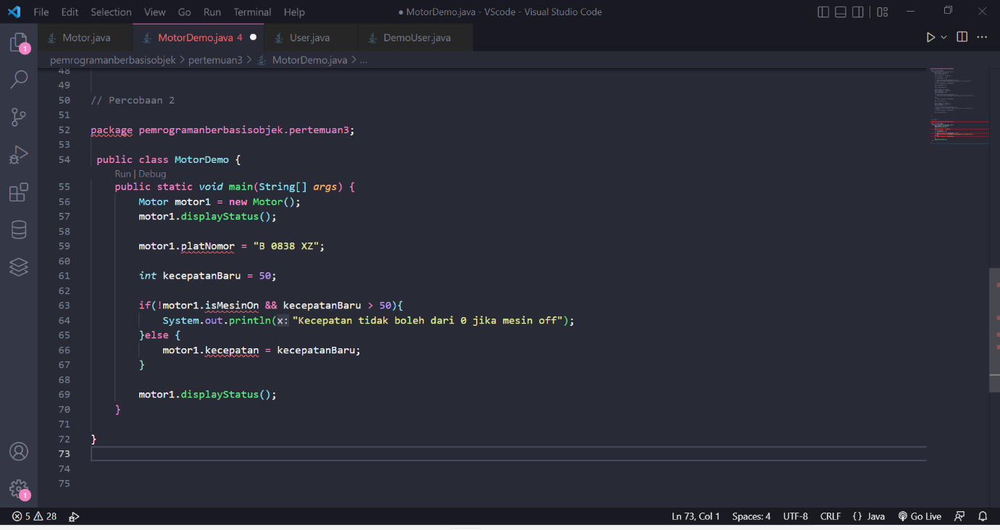 File Edit Selection View Go Run Terminal Help
● MotorDemo.java - VScode - Visual Studio Code
Motor.java
MotorDemo.java 4 ●
User.java
DemoUser.java
pemrogramanberbasisobjek > pertemuan3 > MotorDemo.java > ...
48
49
50 // Percobaan 2
51
52 package pemrogramanberbasisobjek.pertemuan3;
53
54 public class MotorDemo {
Run | Debug
55 public static void main(String[] args) {
56 Motor motor1 = new Motor();
57 motor1.displayStatus();
58
59 motor1.platNomor = "B 0838 XZ";
60
61 int kecepatanBaru = 50;
62
63 if(!motor1.isMesinOn && kecepatanBaru > 50){
64 System.out.println(x: "Kecepatan tidak boleh dari 0 jika mesin off");
65 }else {
66 motor1.kecepatan = kecepatanBaru;
67 }
68
69 motor1.displayStatus();
70 }
71
72 }
73
74
75
1
1
5 28
Ln 73, Col 1 Spaces: 4 UTF-8 CRLF {} Java Go Live